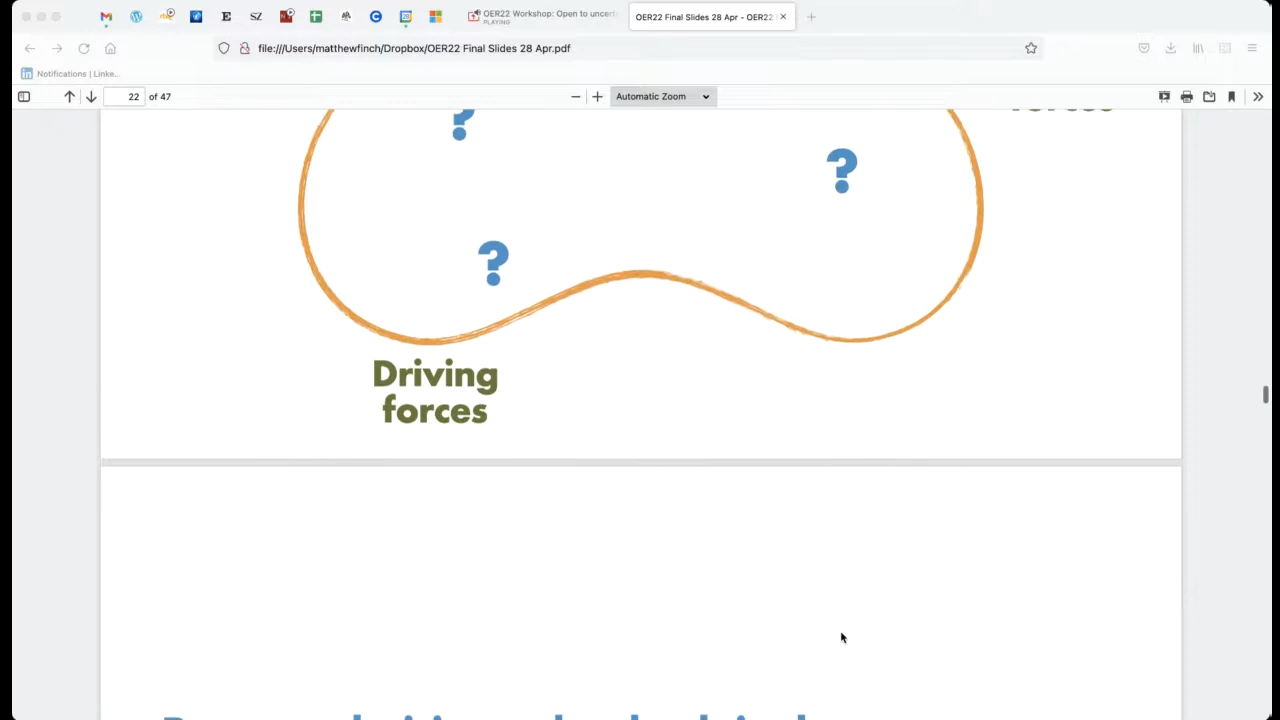 OER22 Workshop: Open to uncert
PLAYING
OER22 Final Slides 28 Apr - OER22
file:///Users/matthewfinch/Dropbox/OER22 Final Slides 28 Apr.pdf
Notifications | Linke...
22 of 47
Automatic Zoom
?
?
?
Driving
forces